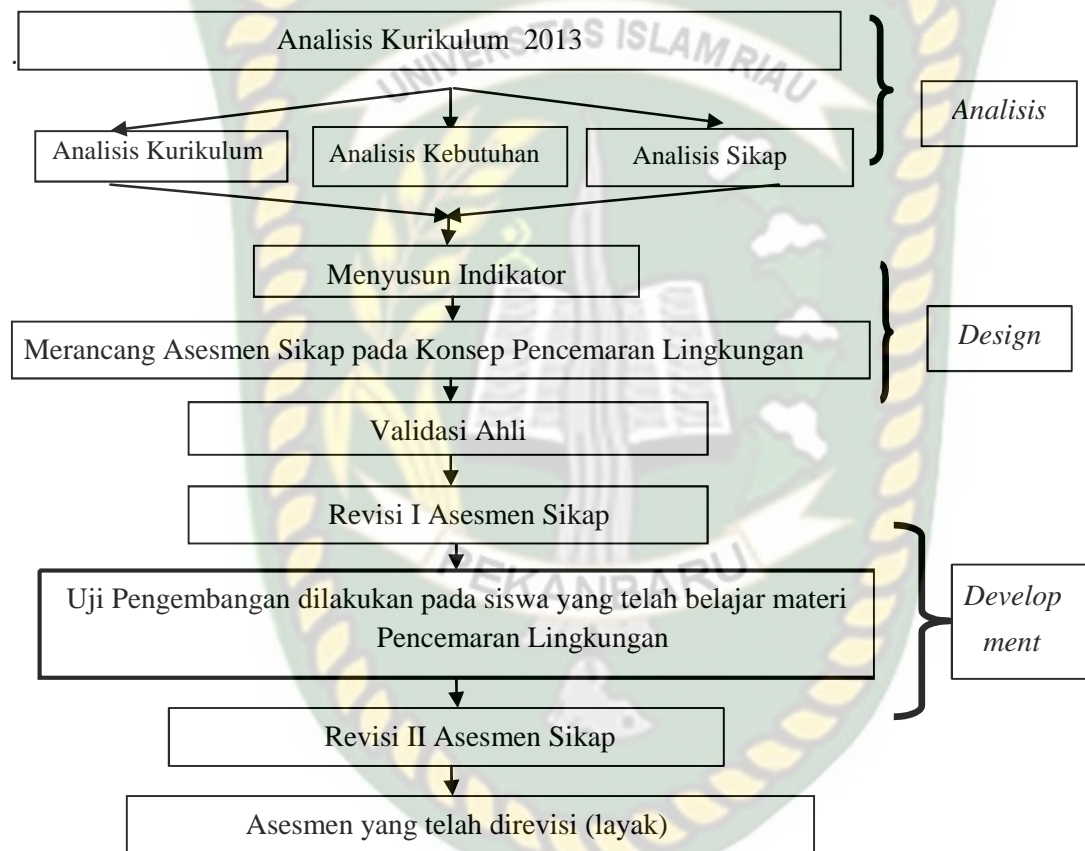 Analisis Kurikulum 2013
UNIVERSITAS ISLAM RIAU
.
Analisis
Analisis Kurikulum
Analisis Kebutuhan
Analisis Sikap
Menyusun Indikator
Merancang Asesmen Sikap pada Konsep Pencemaran Lingkungan
Design
Validasi Ahli
Revisi I Asesmen Sikap
PEKANBARU
Uji Pengembangan dilakukan pada siswa yang telah belajar materi
Pencemaran Lingkungan
Develop
ment
Revisi II Asesmen Sikap
Asesmen yang telah direvisi (layak)